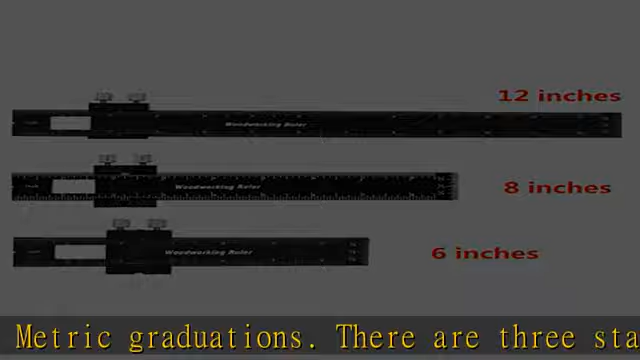 12 inches
Woodworking Ruler
Woodworking Ruler
8 inches
Woodworking Ruler
6 inches
Metric graduations. There are three sta